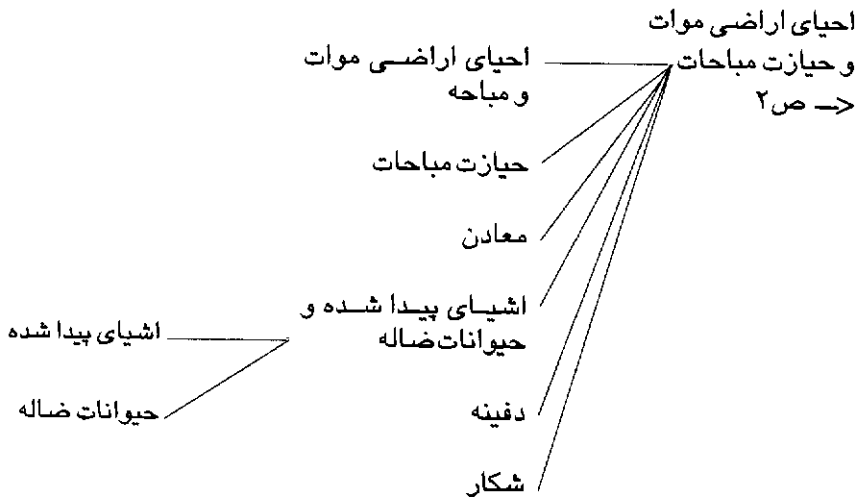 احیای اراضی موات
و حیازت مباحات
<— ص۲
احیای اراضی موات
و مباحه
حیازت مباحات
معادن
اشیای پیدا شده و
حیوانات ضاله
اشیای پیدا شده
حیوانات ضاله
دفینه
شکار